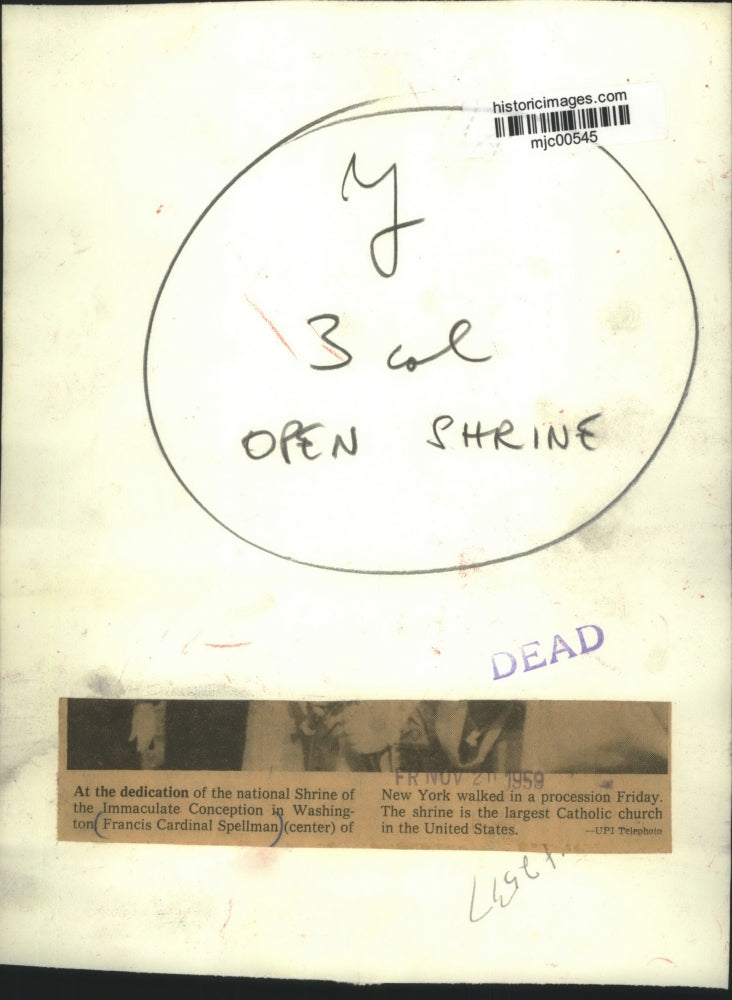 historicimages.com
mjc00545
Y
3 col
OPEN SHRINE
DEAD
FR NOV 20 1959
At the dedication of the national Shrine of
the Immaculate Conception in Washing-
ton (Francis Cardinal Spellman) (center) of
New York walked in a procession Friday.
The shrine is the largest Catholic church
in the United States. —UPI Telephoto